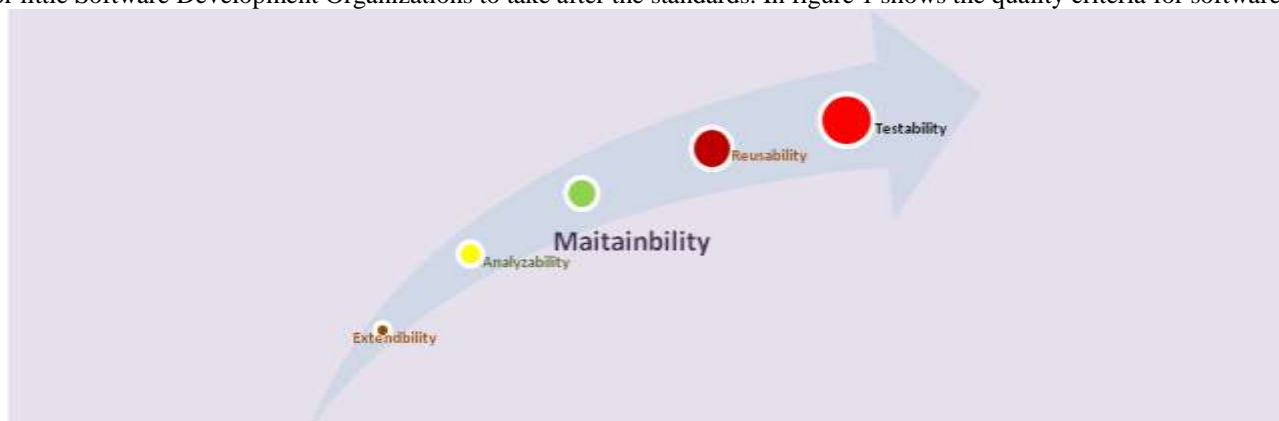 or little Software Development Organizations to take after the standards. In figure 1 shows the quality criteria for software
Testability
Reusability
Maitainbility
Analyzability
Extendbility